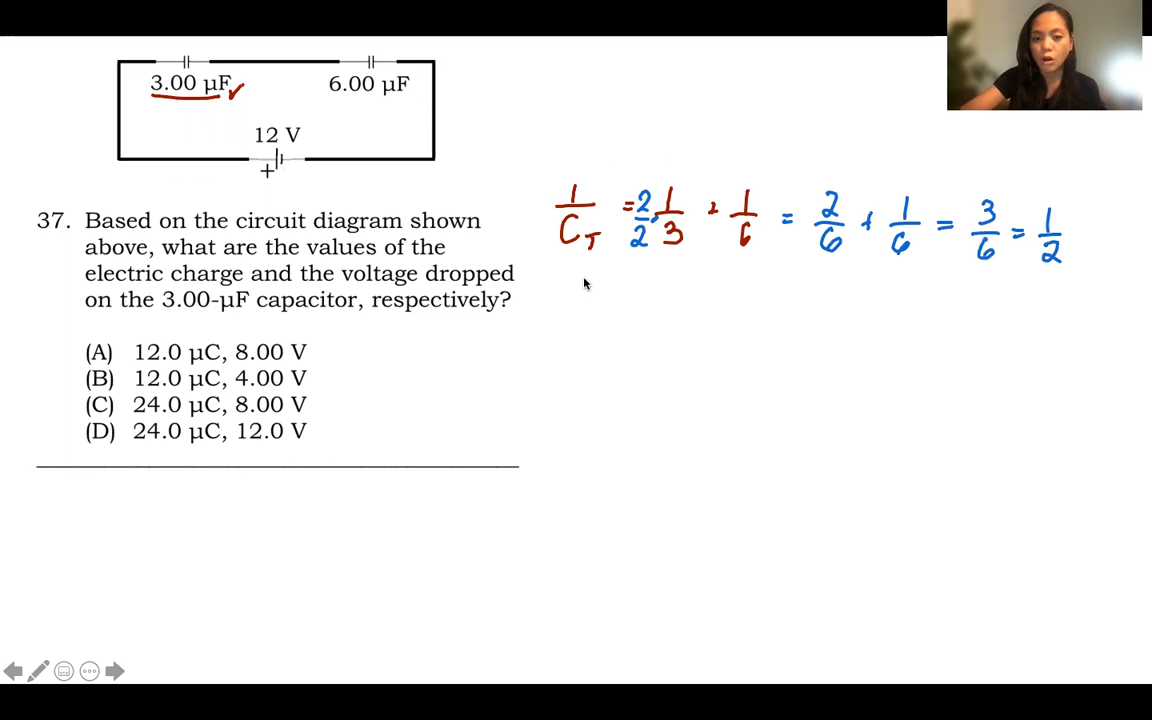 3.00 µF 6.00 µF
12 V
+
1/C_T = 2/2 · 1/3 + 1/6 = 2/6 + 1/6 = 3/6 = 1/2
37. Based on the circuit diagram shown
above, what are the values of the
electric charge and the voltage dropped
on the 3.00-µF capacitor, respectively?
(A) 12.0 µC, 8.00 V
(B) 12.0 µC, 4.00 V
(C) 24.0 µC, 8.00 V
(D) 24.0 µC, 12.0 V